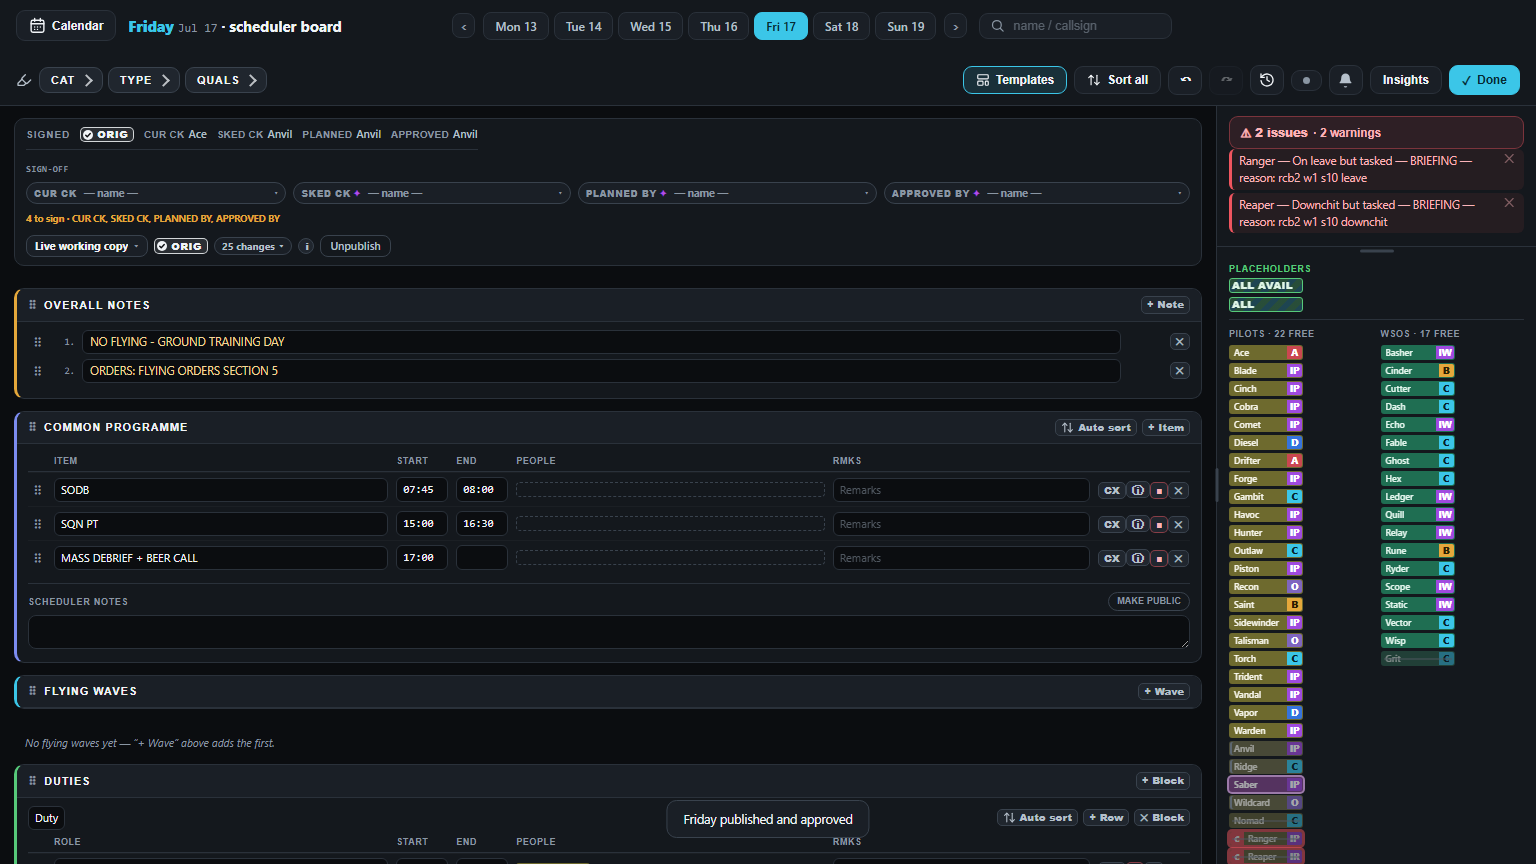 Calendar
Friday Jul 17 · scheduler board
‹ Mon 13 Tue 14 Wed 15 Thu 16 Fri 17 Sat 18 Sun 19 ›
name / callsign
CAT TYPE QUALS
Templates Sort all Insights ✓ Done
SIGNED ORIG CUR CK Ace SKED CK Anvil PLANNED Anvil APPROVED Anvil
SIGN-OFF
CUR CK — name — SKED CK ✦ — name — PLANNED BY ✦ — name — APPROVED BY ✦ — name —
4 to sign · CUR CK, SKED CK, PLANNED BY, APPROVED BY
Live working copy ORIG 25 changes i Unpublish
OVERALL NOTES + Note
1. NO FLYING - GROUND TRAINING DAY
2. ORDERS: FLYING ORDERS SECTION 5
COMMON PROGRAMME Auto sort + Item
ITEM START END PEOPLE RMKS
SODB 07:45 08:00 Remarks CX
SQN PT 15:00 16:30 Remarks CX
MASS DEBRIEF + BEER CALL 17:00 Remarks CX
SCHEDULER NOTES MAKE PUBLIC
FLYING WAVES + Wave
No flying waves yet — "+ Wave" above adds the first.
DUTIES + Block
Duty Auto sort + Row ✕ Block
ROLE START END PEOPLE RMKS
Friday published and approved
⚠ 2 issues · 2 warnings
Ranger — On leave but tasked — BRIEFING —
reason: rcb2 w1 s10 leave
Reaper — Downchit but tasked — BRIEFING —
reason: rcb2 w1 s10 downchit
PLACEHOLDERS
ALL AVAIL
ALL
PILOTS · 22 FREE
Ace A
Blade IP
Cinch IP
Cobra IP
Comet IP
Diesel D
Drifter A
Forge IP
Gambit C
Havoc IP
Hunter IP
Outlaw C
Piston IP
Recon O
Saint B
Sidewinder IP
Talisman O
Torch C
Trident IP
Vandal IP
Vapor D
Warden IP
Anvil IP
Ridge C
Saber IP
Wildcard O
Nomad C
C Ranger IP
C Reaper
WSOS · 17 FREE
Basher IW
Cinder B
Cutter C
Dash C
Echo IW
Fable C
Ghost C
Hex C
Ledger IW
Quill IW
Relay IW
Rune B
Ryder C
Scope IW
Static IW
Vector C
Wisp C
Grit C